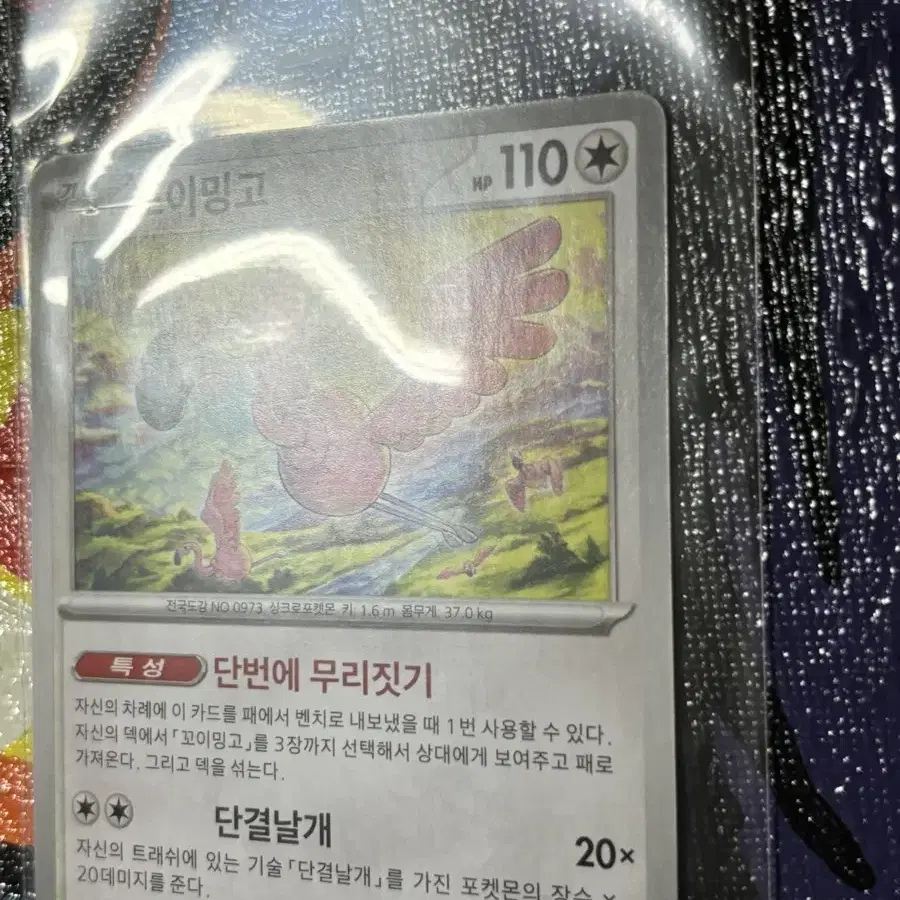 꼬이밍고
HP 110
전국도감 NO 0973 싱크로포켓몬 키: 1.6m 몸무게: 37.0kg
특성 단번에 무리짓기
자신의 차례에 이 카드를 패에서 벤치로 내보냈을 때 1번 사용할 수 있다.
자신의 덱에서 「꼬이밍고」를 3장까지 선택해서 상대에게 보여주고 패로
가져온다. 그리고 덱을 섞는다.
단결날개 20×
자신의 트래쉬에 있는 기술 「단결날개」를 가진 포켓몬의 장수 ×
20데미지를 준다.